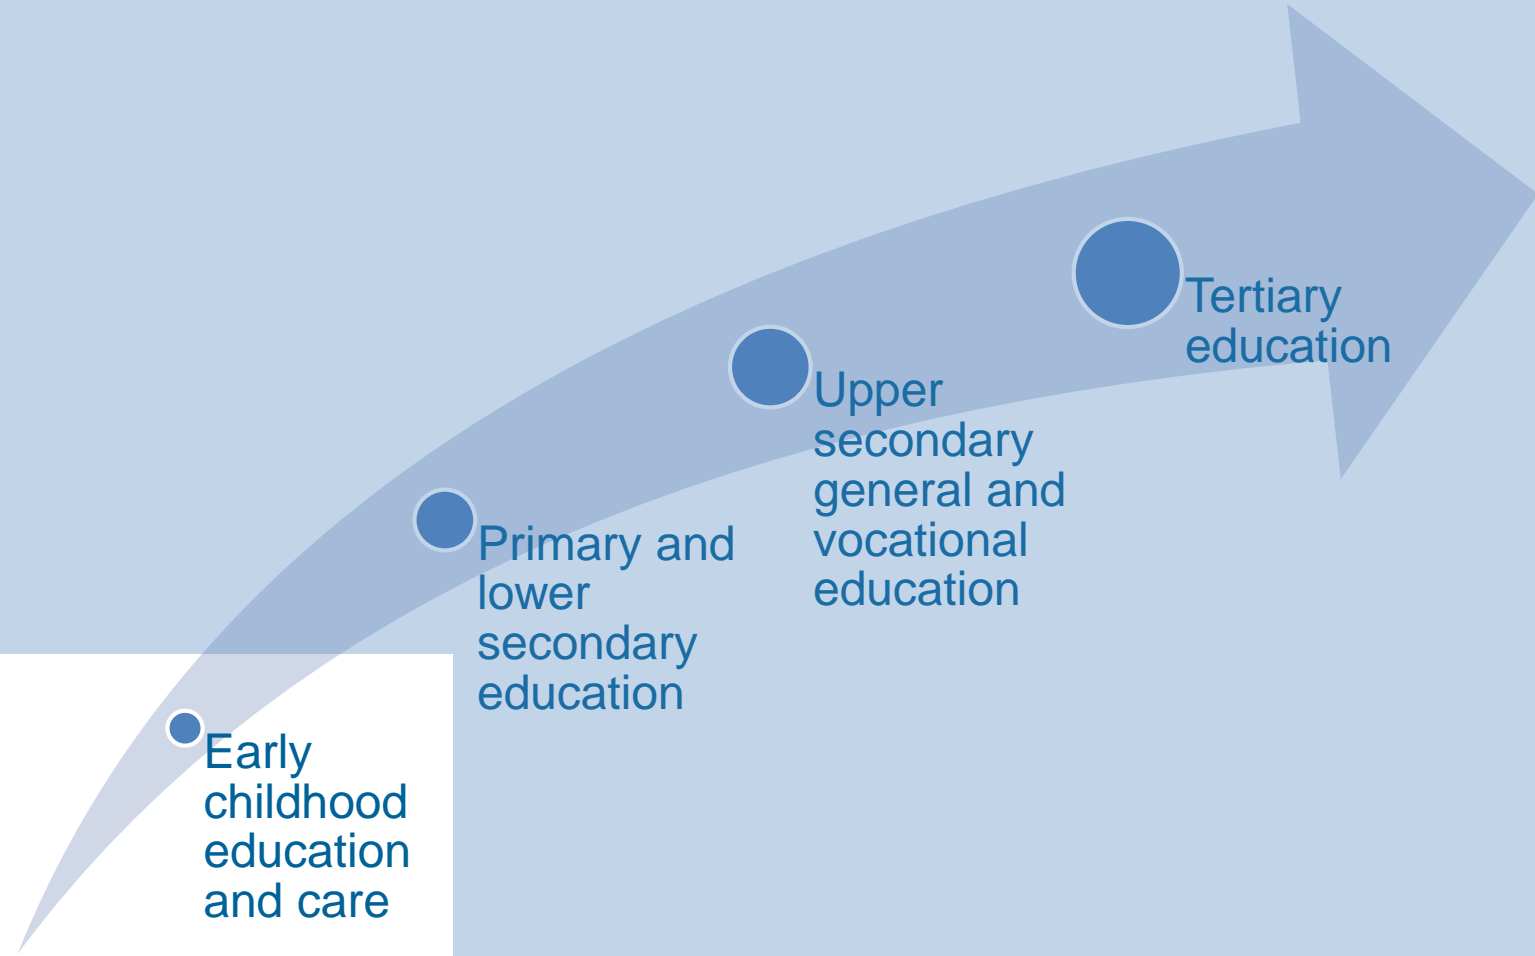 Tertiary
education
Upper
secondary
general and
vocational
education
Primary and
lower
secondary
education
Early
childhood
education
and care